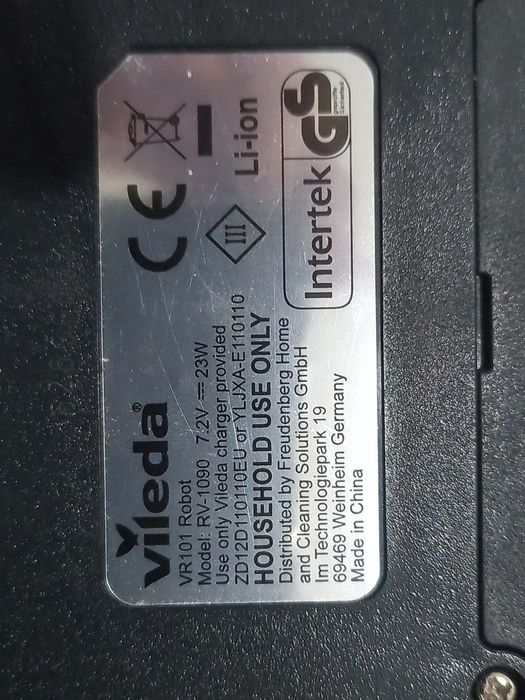 Vileda®
VR101 Robot
Model: RV-1090 7.2V ⎓ 23W
Use only Vileda charger provided
ZD12D110110EU or YLJXA-E110110
HOUSEHOLD USE ONLY
Distributed by Freudenberg Home
and Cleaning Solutions GmbH
Im Technologiepark 19
69469 Weinheim Germany
Made in China
CE
III
Li-ion
Intertek
GS
geprüfte
Sicherheit